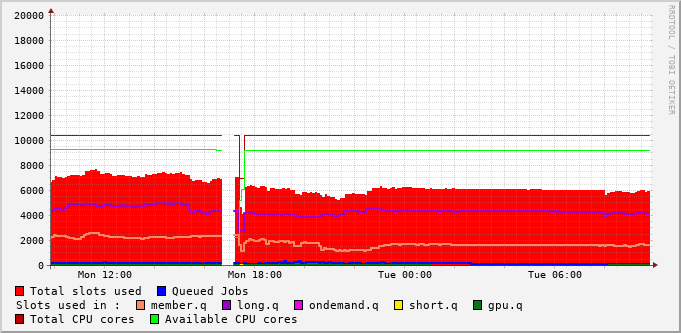 20000
18000
16000
14000
12000
10000
8000
6000
4000
2000
0
Mon 12:00 Mon 18:00 Tue 00:00 Tue 06:00
Total slots used Queued Jobs
Slots used in : member.q long.q ondemand.q short.q gpu.q
Total CPU cores Available CPU cores
RRDTOOL / TOBI OETIKER